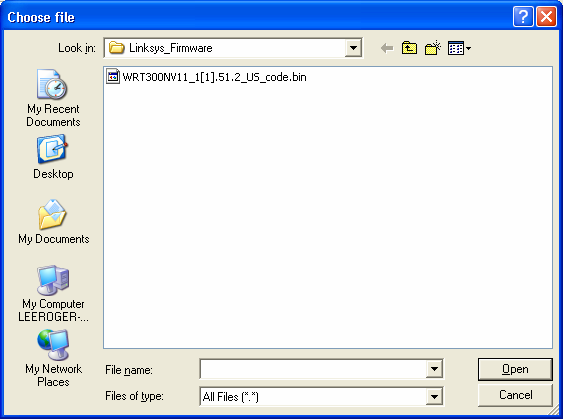 Choose file
Look in: Linksys_Firmware
WRT300NV11_1[1].51.2_US_code.bin
My Recent
Documents
Desktop
My Documents
My Computer
LEEROGER-...
My Network
Places
File name:
Open
Files of type: All Files (*.*)
Cancel